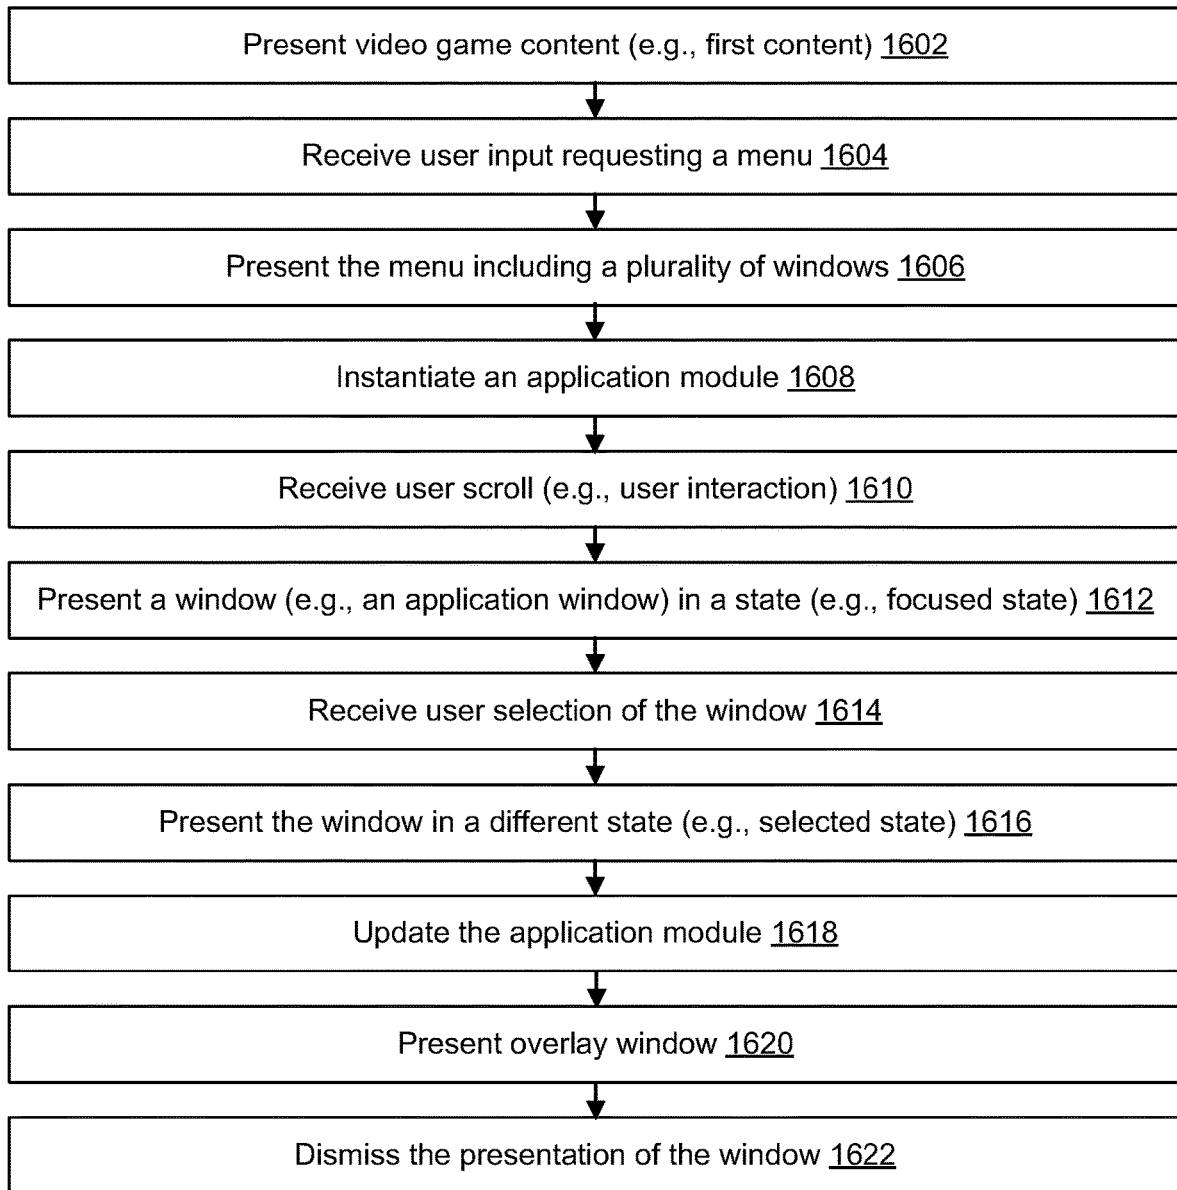 Present video game content (e.g., first content) 1602
Receive user input requesting a menu 1604
Present the menu including a plurality of windows 1606
Instantiate an application module 1608
Receive user scroll (e.g., user interaction) 1610
Present a window (e.g., an application window) in a state (e.g., focused state) 1612
Receive user selection of the window 1614
Present the window in a different state (e.g., selected state) 1616
Update the application module 1618
Present overlay window 1620
Dismiss the presentation of the window 1622